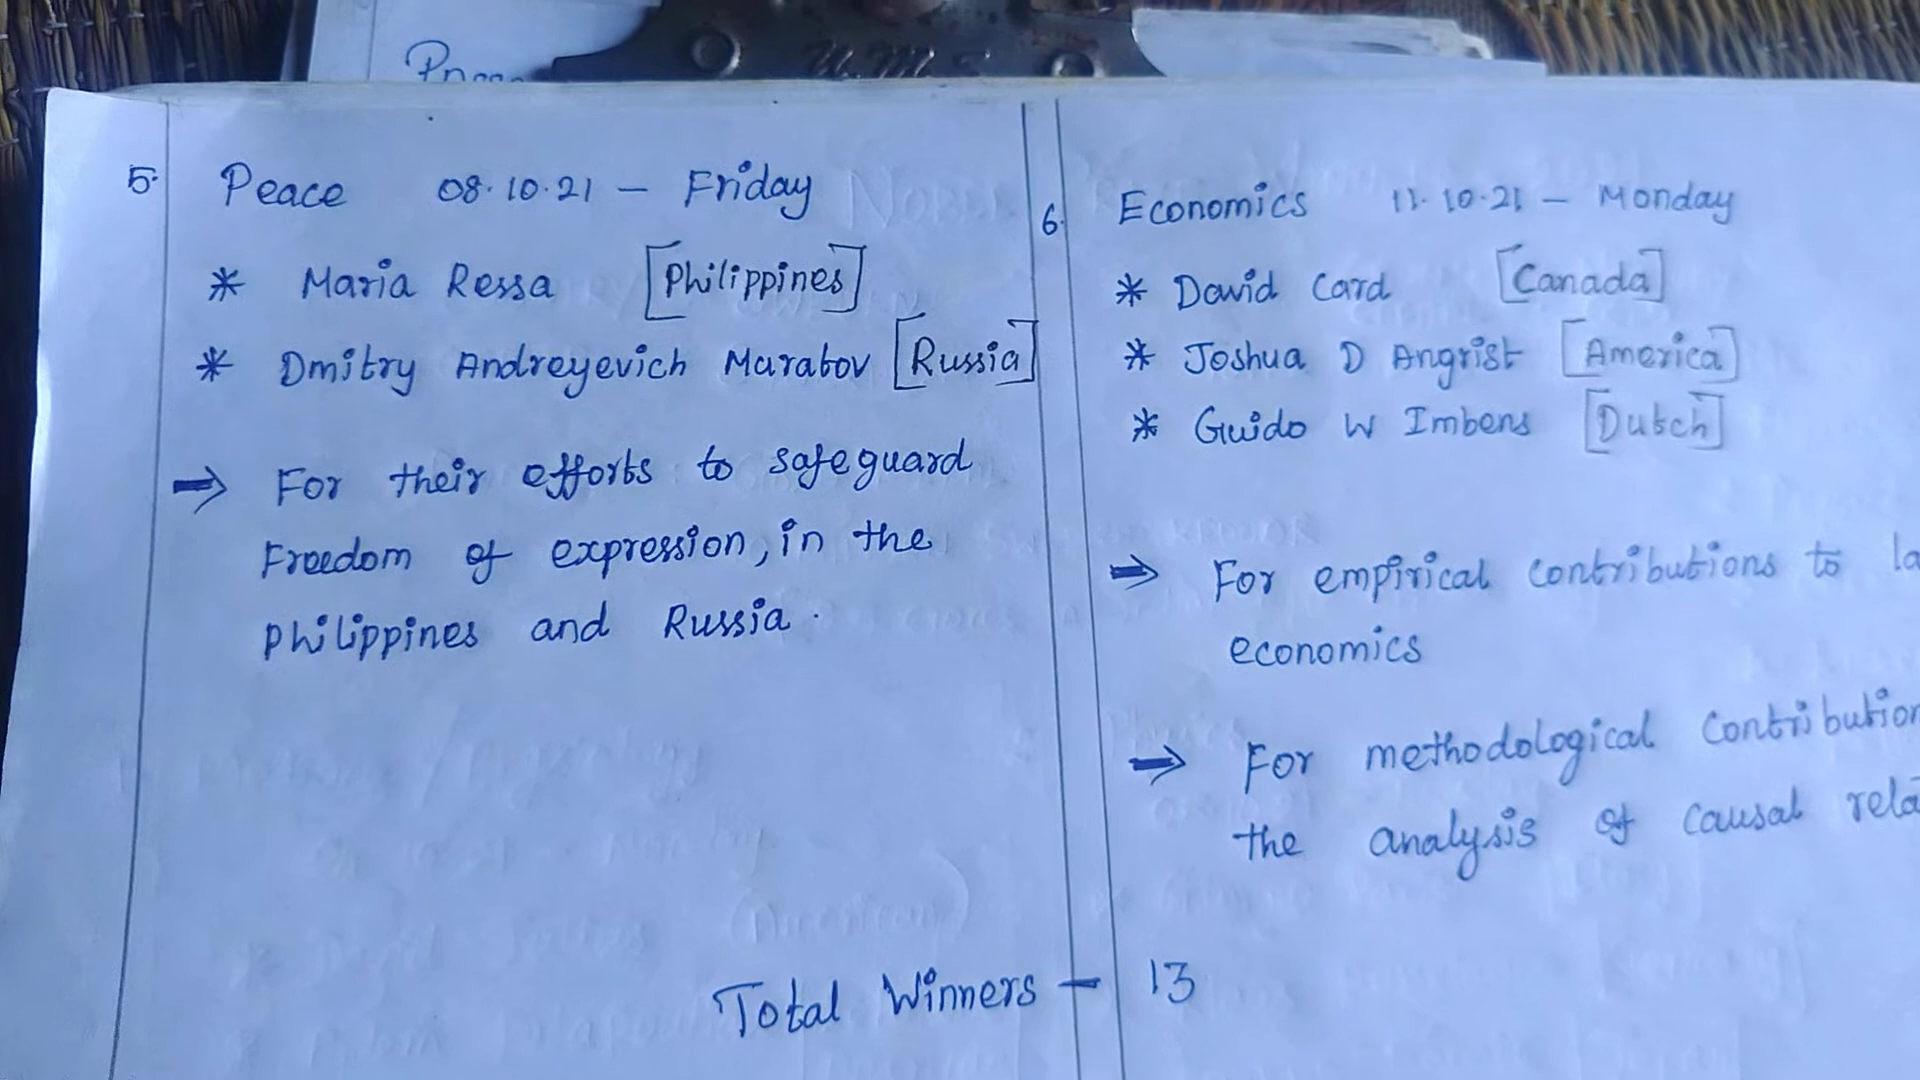 U.M.S
5. Peace 08.10.21 - Friday
* Maria Ressa [Philippines]
* Dmitry Andreyevich Muratov [Russia]
⇒ For their efforts to safeguard
Freedom of expression, in the
philippines and Russia.
6. Economics 11.10.21 - Monday
* David Card [Canada]
* Joshua D Angrist [America]
* Guido W Imbens [Dutch]
⇒ For empirical contributions to la
economics
⇒ For methodological contribution
the analysis of causal rela
Total Winners - 13